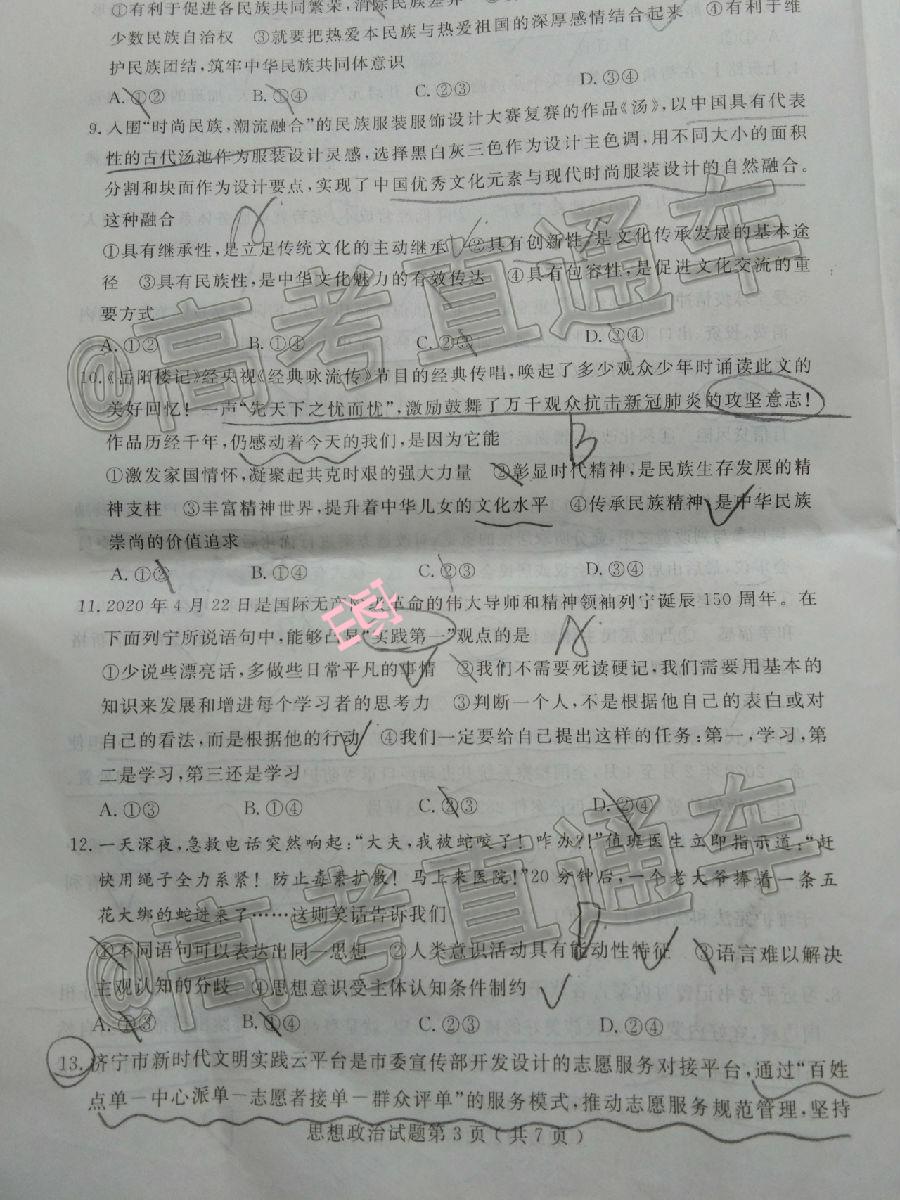 ①有利于促进各民族共同繁荣，消除民族差异
少数民族自治权　③就要把热爱本民族与热爱祖国的深厚感情结合起来　④有利于维
护民族团结，筑牢中华民族共同体意识
A. ①② B. ①④ C. ②③ D. ③④
9. 入围“时尚民族，潮流融合”的民族服装服饰设计大赛复赛的作品《汤》，以中国具有代表
性的古代汤池作为服装设计灵感，选择黑白灰三色作为设计主色调，用不同大小的面积
分割和块面作为设计要点，实现了中国优秀文化元素与现代时尚服装设计的自然融合。
这种融合
①具有继承性，是立足传统文化的主动继承　②具有创新性，是文化传承发展的基本途
径　③具有民族性，是中华文化魅力的有效传达　④具有包容性，是促进文化交流的重
要方式
A. ①② B. ①④ C. ②③ D. ③④
10.《岳阳楼记》经央视《经典咏流传》节目的经典传唱，唤起了多少观众少年时诵读此文的
美好回忆！一声“先天下之忧而忧”，激励鼓舞了万千观众抗击新冠肺炎的攻坚意志！
作品历经千年，仍感动着今天的我们，是因为它能
B
①激发家国情怀，凝聚起共克时艰的强大力量　②彰显时代精神，是民族生存发展的精
神支柱　③丰富精神世界，提升着中华儿女的文化水平　④传承民族精神，是中华民族
崇尚的价值追求
A. ①② B. ①④ C. ②③ D. ③④
11. 2020 年 4 月 22 日是国际无产阶级革命的伟大导师和精神领袖列宁诞辰 150 周年。在
下面列宁所说语句中，能够凸显“实践第一”观点的是
①少说些漂亮话，多做些日常平凡的事情　②我们不需要死读硬记，我们需要用基本的
知识来发展和增进每个学习者的思考力　③判断一个人，不是根据他自己的表白或对
自己的看法，而是根据他的行动　④我们一定要给自己提出这样的任务：第一，学习，第
二是学习，第三还是学习
A. ①③ B. ①④ C. ②③ D. ②④
12. 一天深夜，急救电话突然响起：“大夫，我被蛇咬了！咋办？！”值班医生立即指示道：“赶
快用绳子全力系紧！防止毒素扩散！马上来医院！”20 分钟后，一个老大爷捧着一条五
花大绑的蛇进来了……这则笑话告诉我们
①不同语句可以表达出同一思想　②人类意识活动具有能动性特征　③语言难以解决
主观认知的分歧　④思想意识受主体认知条件制约
A. ①③ B. ①④ C. ②③ D. ②④
13. 济宁市新时代文明实践云平台是市委宣传部开发设计的志愿服务对接平台，通过“百姓
点单－中心派单－志愿者接单－群众评单”的服务模式，推动志愿服务规范管理，坚持
思想政治试题第 3 页（共 7 页）
@高考直通车
@高考直通车